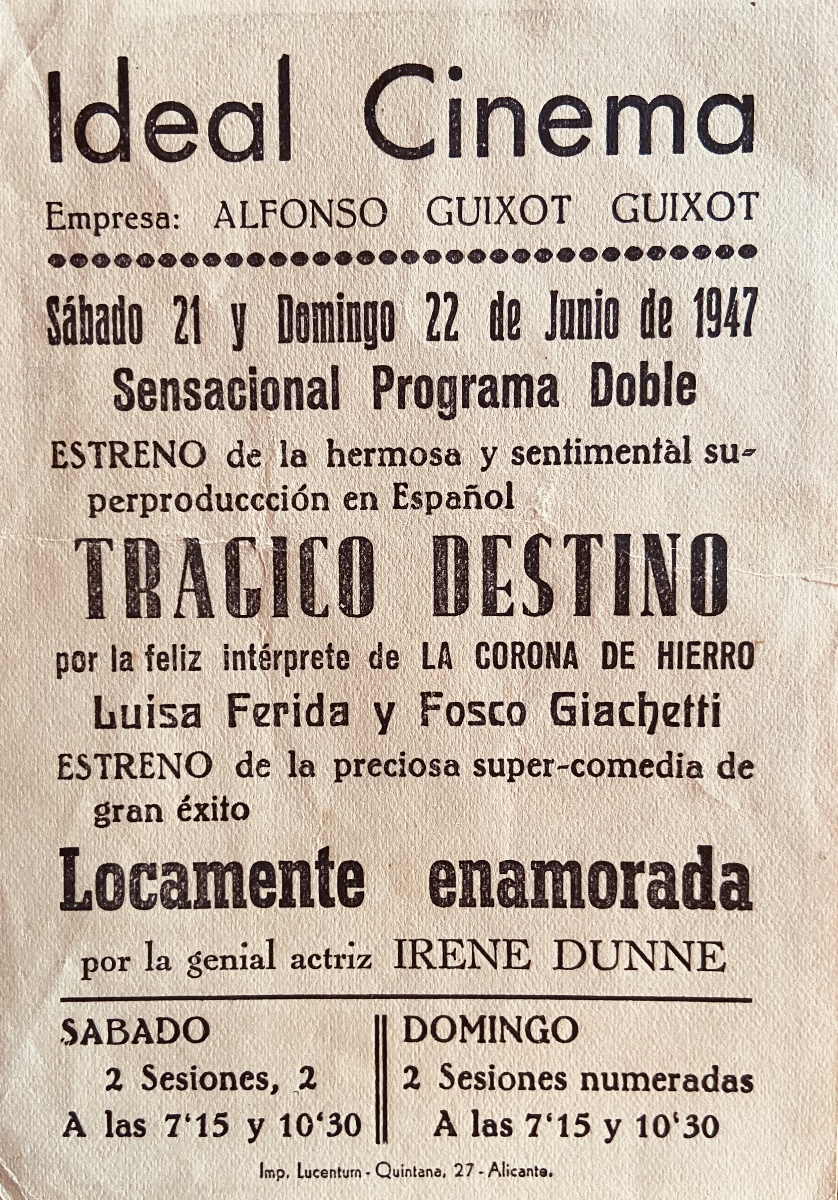 Ideal Cinema
Empresa: ALFONSO GUIXOT GUIXOT
Sábado 21 y Domingo 22 de Junio de 1947
Sensacional Programa Doble
ESTRENO de la hermosa y sentimentàl su-
perproduccción en Español
TRAGICO DESTINO
por la feliz intérprete de LA CORONA DE HIERRO
Luisa Ferida y Fosco Giachetti
ESTRENO de la preciosa super-comedia de
gran éxito
Locamente enamorada
por la genial actriz IRENE DUNNE
SABADO
2 Sesiones, 2
A las 7‘15 y 10‘30
DOMINGO
2 Sesiones numeradas
A las 7‘15 y 10‘30
Imp. Lucentum - Quintana, 27 - Alicante.